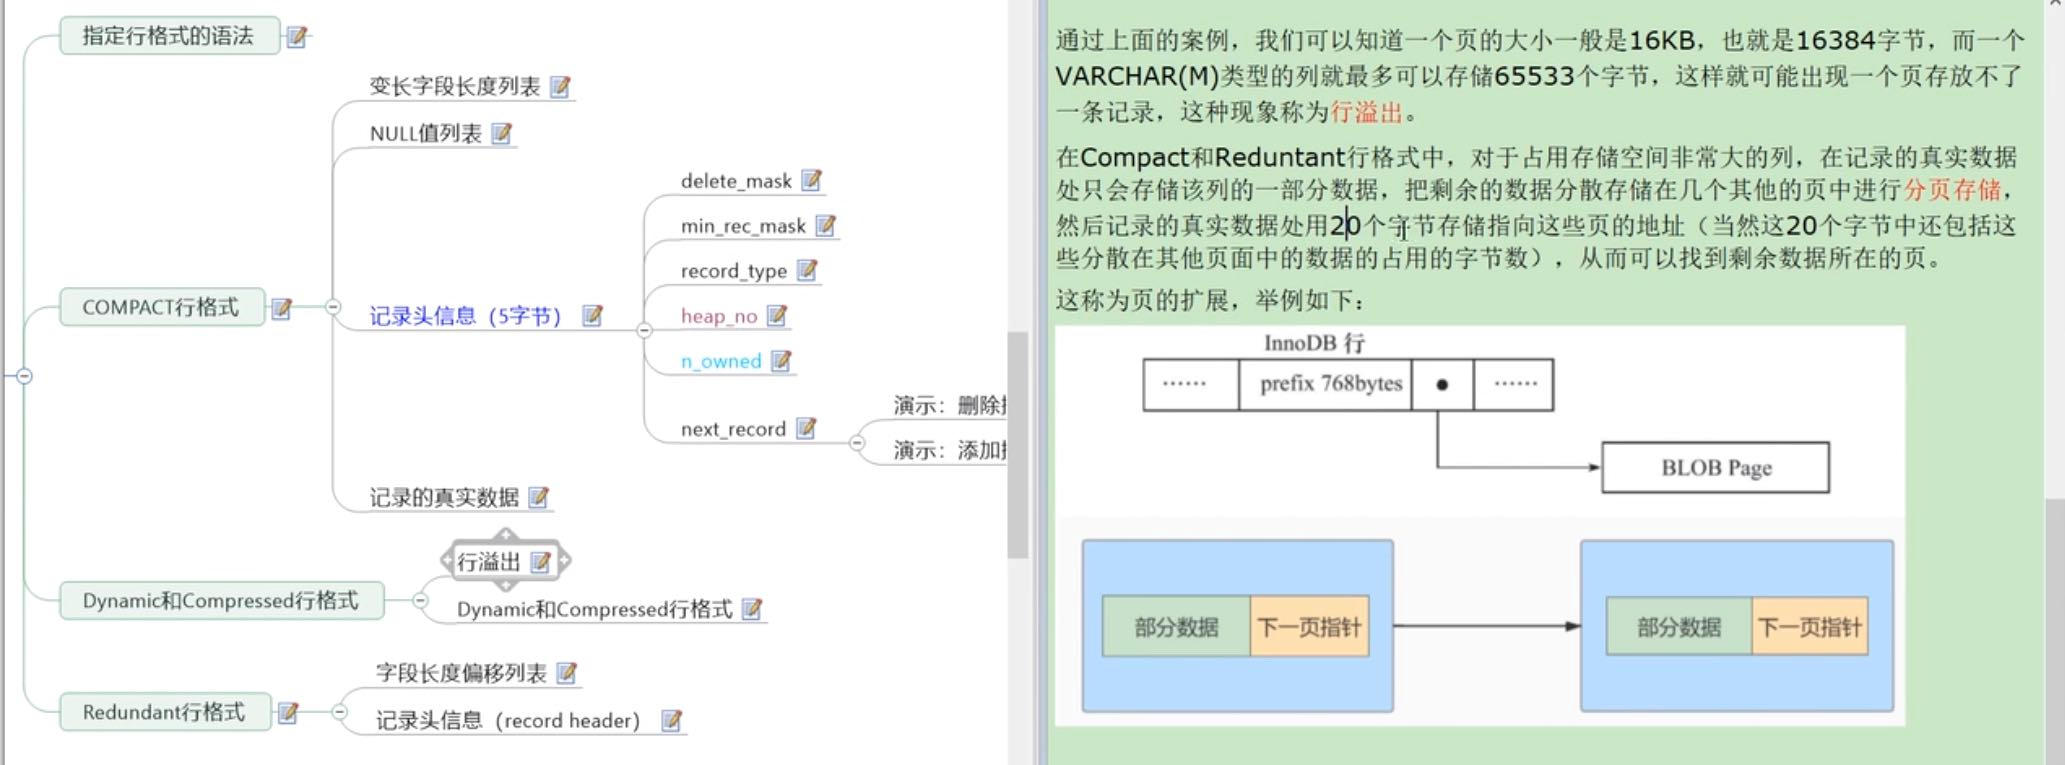 指定行格式的语法
变长字段长度列表
NULL值列表
delete_mask
min_rec_mask
record_type
COMPACT行格式
记录头信息（5字节）
heap_no
n_owned
next_record
演示：删除
演示：添加
记录的真实数据
行溢出
Dynamic和Compressed行格式
Dynamic和Compressed行格式
字段长度偏移列表
Redundant行格式
记录头信息（record header）
通过上面的案例，我们可以知道一个页的大小一般是16KB，也就是16384字节，而一个
VARCHAR(M)类型的列就最多可以存储65533个字节，这样就可能出现一个页存放不了
一条记录，这种现象称为行溢出。
在Compact和Reduntant行格式中，对于占用存储空间非常大的列，在记录的真实数据
处只会存储该列的一部分数据，把剩余的数据分散存储在几个其他的页中进行分页存储，
然后记录的真实数据处用20个字节存储指向这些页的地址（当然这20个字节中还包括这
些分散在其他页面中的数据的占用的字节数），从而可以找到剩余数据所在的页。
这称为页的扩展，举例如下：
InnoDB 行
…… prefix 768bytes ● ……
BLOB Page
部分数据 下一页指针 部分数据 下一页指针